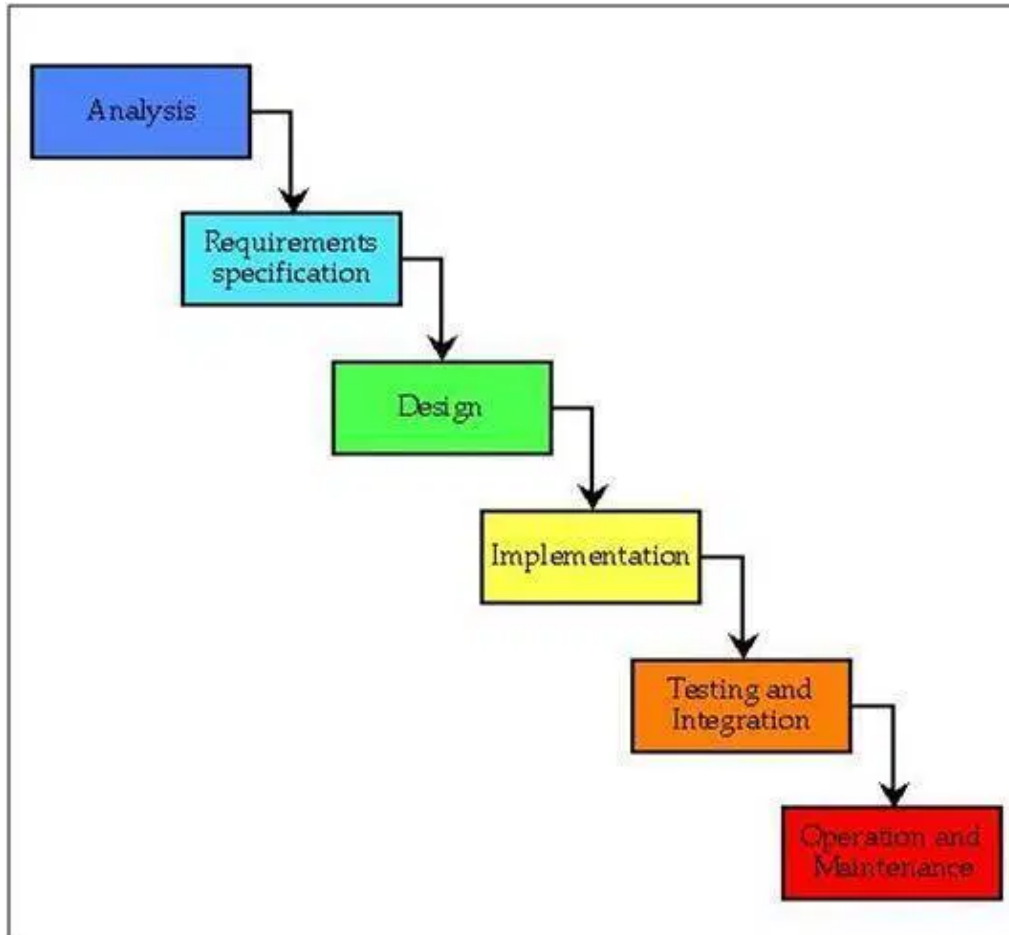 Analysis
Requirements
specification
Design
Implementation
Testing and
Integration
Operation and
Maintenance